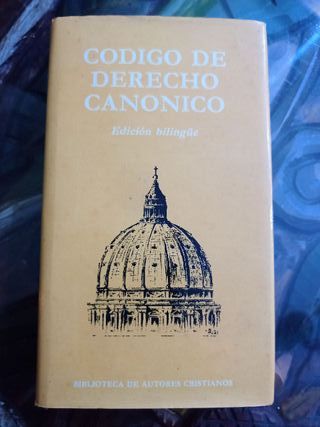 CODIGO DE
DERECHO
CANONICO
Edición bilingüe
BIBLIOTECA DE AUTORES CRISTIANOS